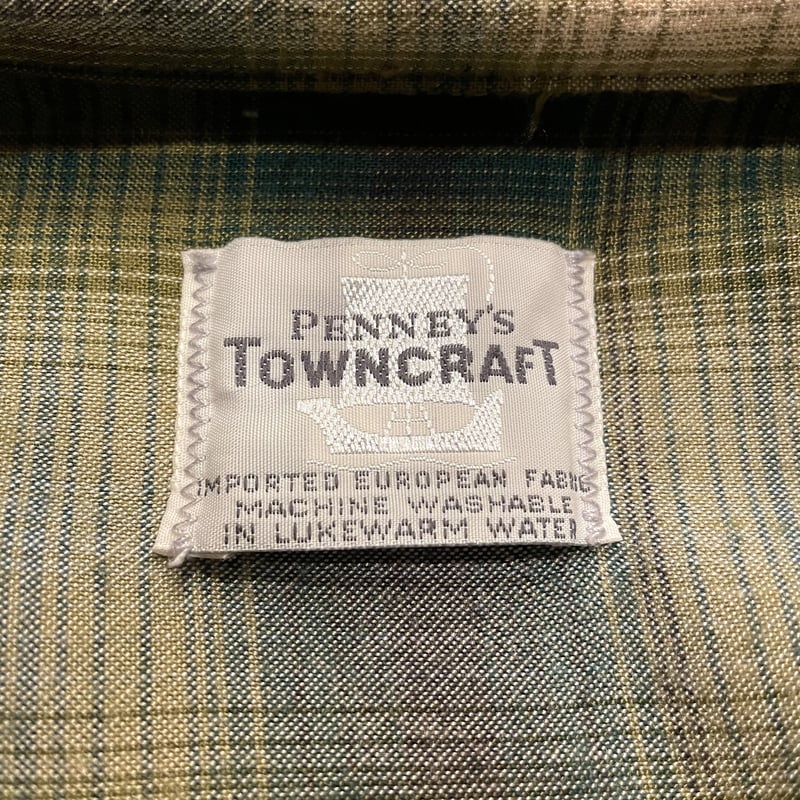 PENNEY'S
TOWNCRAFT
IMPORTED EUROPEAN FABRIC
MACHINE WASHABLE
IN LUKEWARM WATER